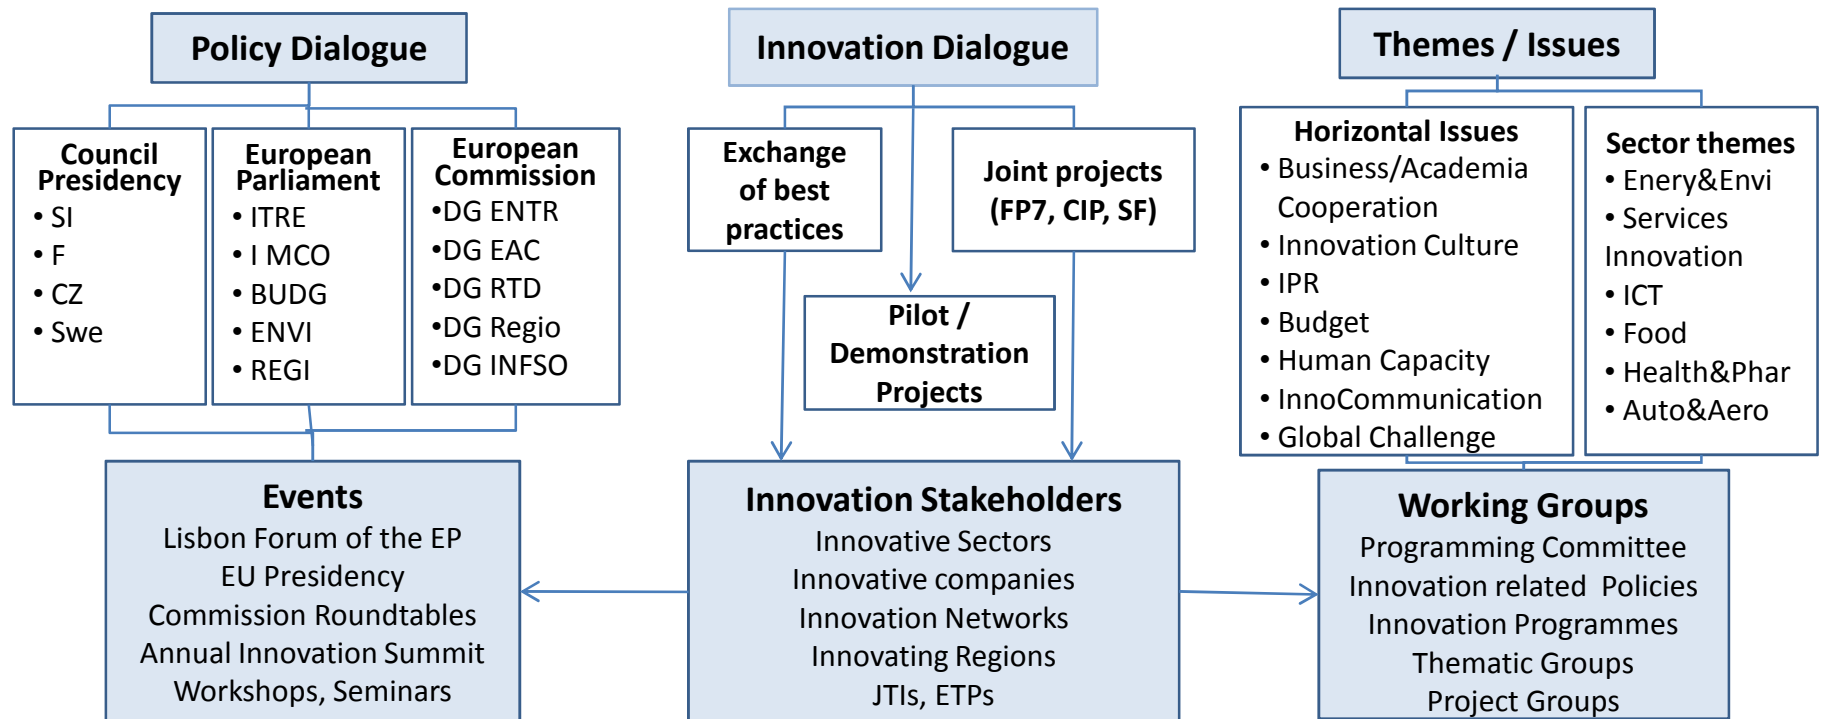 Policy Dialogue
Council
Presidency
• SI
• F
• CZ
• Swe
European
Parliament
• ITRE
• I MCO
• BUDG
• ENVI
• REGI
European
Commission
•DG ENTR
•DG EAC
•DG RTD
•DG Regio
•DG INFSO
Events
Lisbon Forum of the EP
EU Presidency
Commission Roundtables
Annual Innovation Summit
Workshops, Seminars
Innovation Dialogue
Exchange
of best
practices
Joint projects
(FP7, CIP, SF)
Pilot /
Demonstration
Projects
Innovation Stakeholders
Innovative Sectors
Innovative companies
Innovation Networks
Innovating Regions
JTIs, ETPs
Themes / Issues
Horizontal Issues
• Business/Academia
Cooperation
• Innovation Culture
• IPR
• Budget
• Human Capacity
• InnoCommunication
• Global Challenge
Sector themes
• Enery&Envi
• Services
Innovation
• ICT
• Food
• Health&Phar
• Auto&Aero
Working Groups
Programming Committee
Innovation related  Policies
Innovation Programmes
Thematic Groups
Project Groups